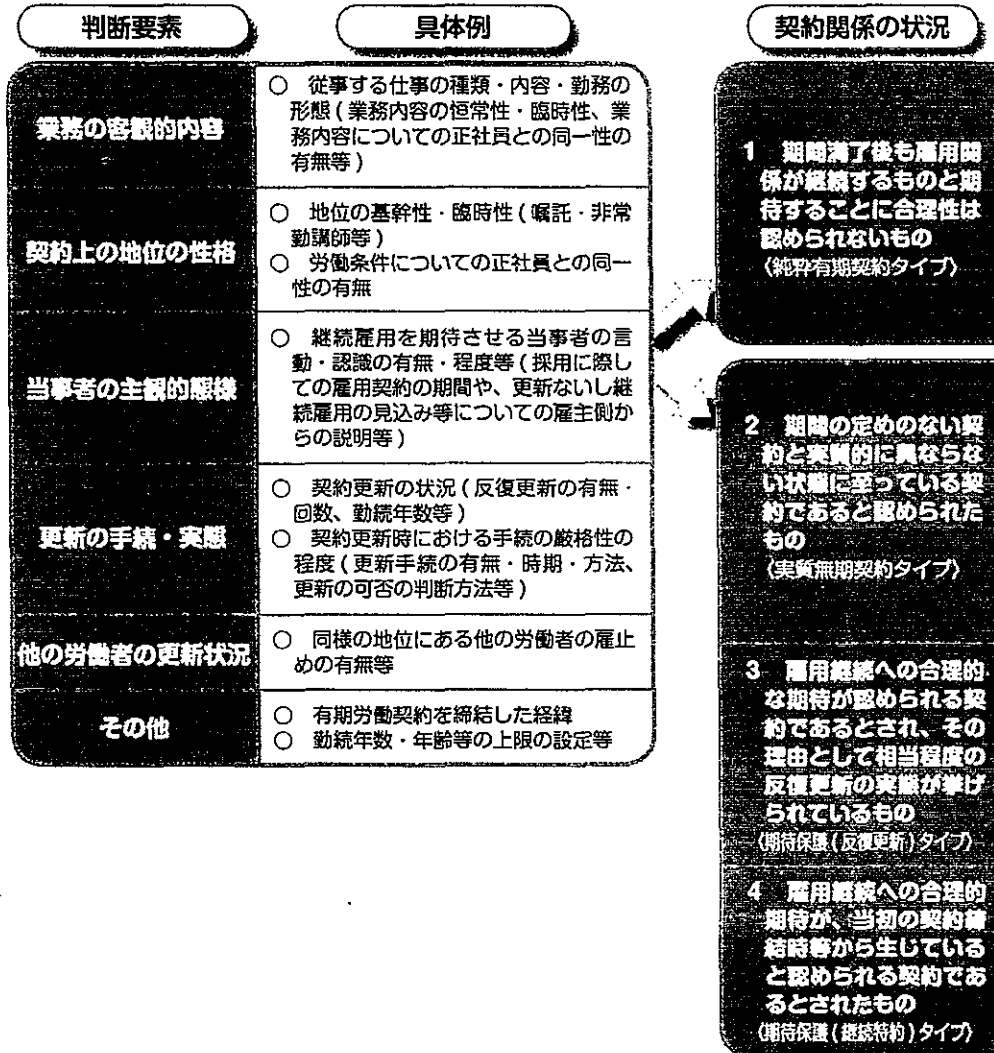 判断要素
具体例
契約関係の状況
業務の客観的内容
○ 従事する仕事の種類・内容・勤務の
形態(業務内容の恒常性・臨時性、業
務内容についての正社員との同一性の
有無等)
契約上の地位の性格
○ 地位の基幹性・臨時性(嘱託・非常
勤講師等)
○ 労働条件についての正社員との同一
性の有無
当事者の主観的態様
○ 継続雇用を期待させる当事者の言
動・認識の有無・程度等(採用に際し
ての雇用契約の期間や、更新ないし継
続雇用の見込み等についての雇主側か
らの説明等)
更新の手続・実態
○ 契約更新の状況(反復更新の有無・
回数、勤続年数等)
○ 契約更新時における手続の厳格性の
程度(更新手続の有無・時期・方法、
更新の可否の判断方法等)
他の労働者の更新状況
○ 同様の地位にある他の労働者の雇止
めの有無等
その他
○ 有期労働契約を締結した経緯
○ 勤続年数・年齢等の上限の設定等
1 期間満了後も雇用関
係が継続するものと期
待することに合理性は
認められないもの
〈純粋有期契約タイプ〉
2 期間の定めのない契
約と実質的に異ならな
い状態に至っている契
約であると認められた
もの
〈実質無期契約タイプ〉
3 雇用継続への合理的
な期待が認められる契
約であるとされ、その
理由として相当程度の
反復更新の実態が挙げ
られているもの
〈期待保護(反復更新)タイプ〉
4 雇用継続への合理的
期待が、当初の契約締
結時等から生じている
と認められる契約であ
るとされたもの
〈期待保護(継続特約)タイプ〉